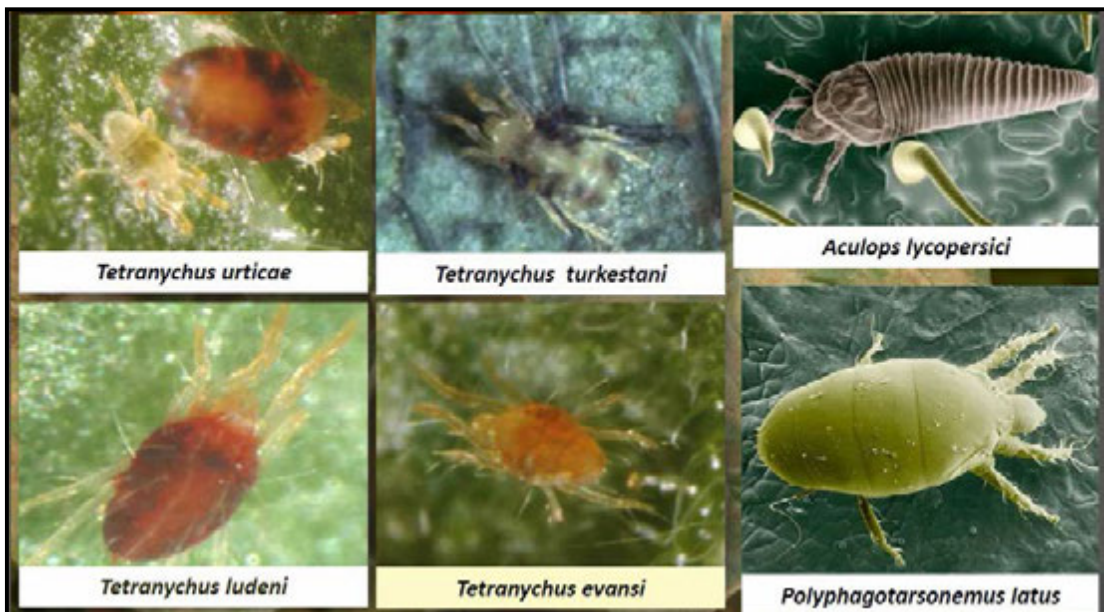 Tetranychus urticae
Tetranychus turkestani
Aculops lycopersici
Tetranychus ludeni
Tetranychus evansi
Polyphagotarsonemus latus